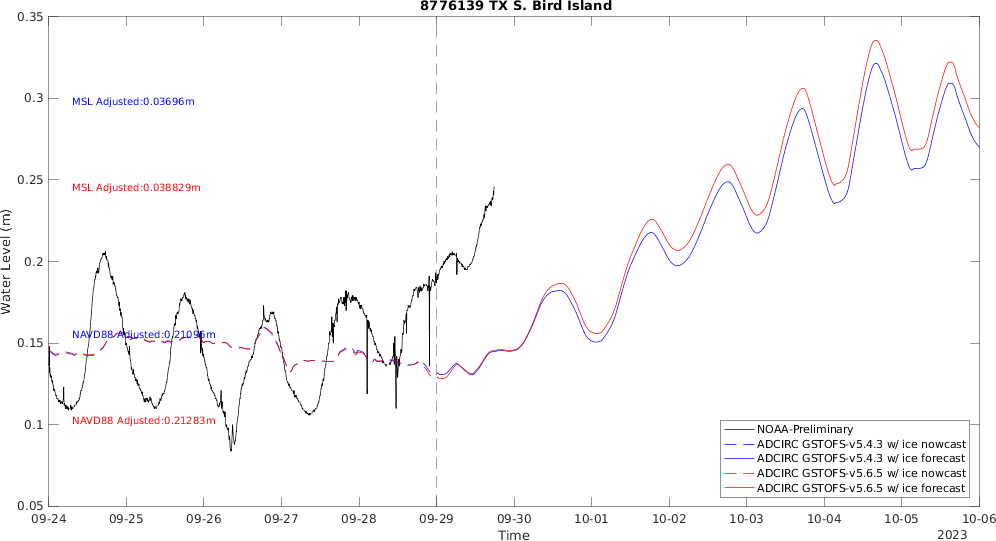 8776139 TX S. Bird Island
0.35
0.3
0.25
0.2
0.15
0.1
0.05
Water Level (m)
MSL Adjusted:0.03696m
MSL Adjusted:0.038829m
NAVD88 Adjusted:0.21096m
NAVD88 Adjusted:0.21283m
NOAA-Preliminary
ADCIRC GSTOFS-v5.4.3 w/ ice nowcast
ADCIRC GSTOFS-v5.4.3 w/ ice forecast
ADCIRC GSTOFS-v5.6.5 w/ ice nowcast
ADCIRC GSTOFS-v5.6.5 w/ ice forecast
09-24 09-25 09-26 09-27 09-28 09-29 09-30 10-01 10-02 10-03 10-04 10-05 10-06
Time
2023